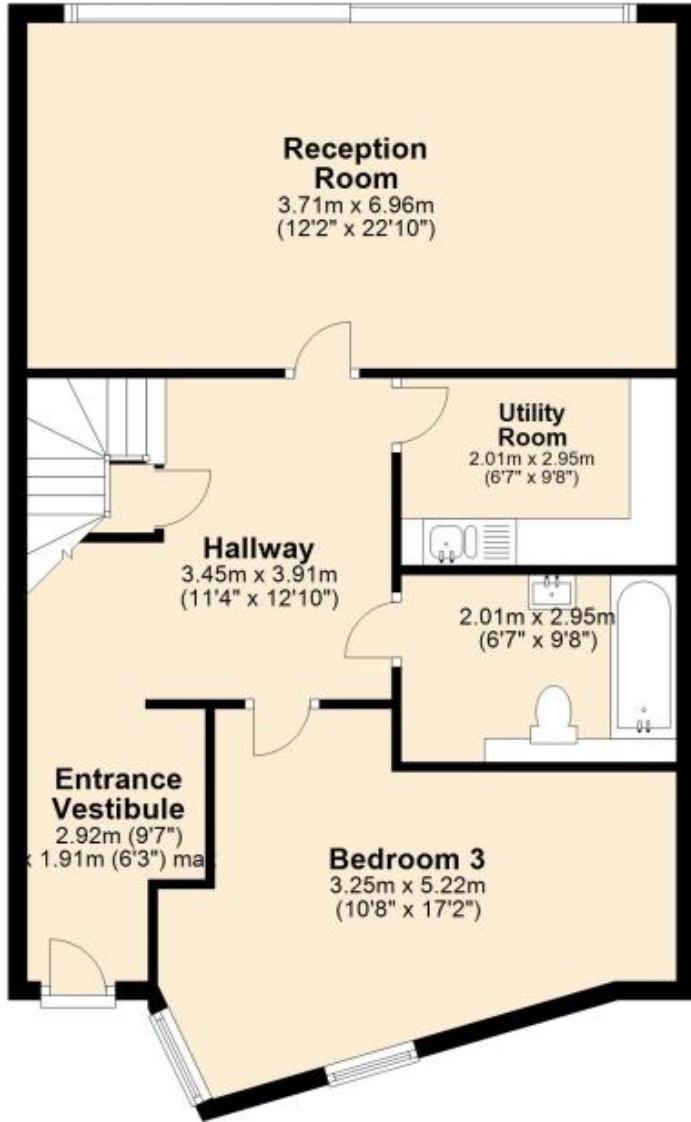 Reception
Room
3.71m x 6.96m
(12'2" x 22'10")
Utility
Room
2.01m x 2.95m
(6'7" x 9'8")
Hallway
3.45m x 3.91m
(11'4" x 12'10")
2.01m x 2.95m
(6'7" x 9'8")
Entrance
Vestibule
2.92m (9'7")
x 1.91m (6'3") max
Bedroom 3
3.25m x 5.22m
(10'8" x 17'2")